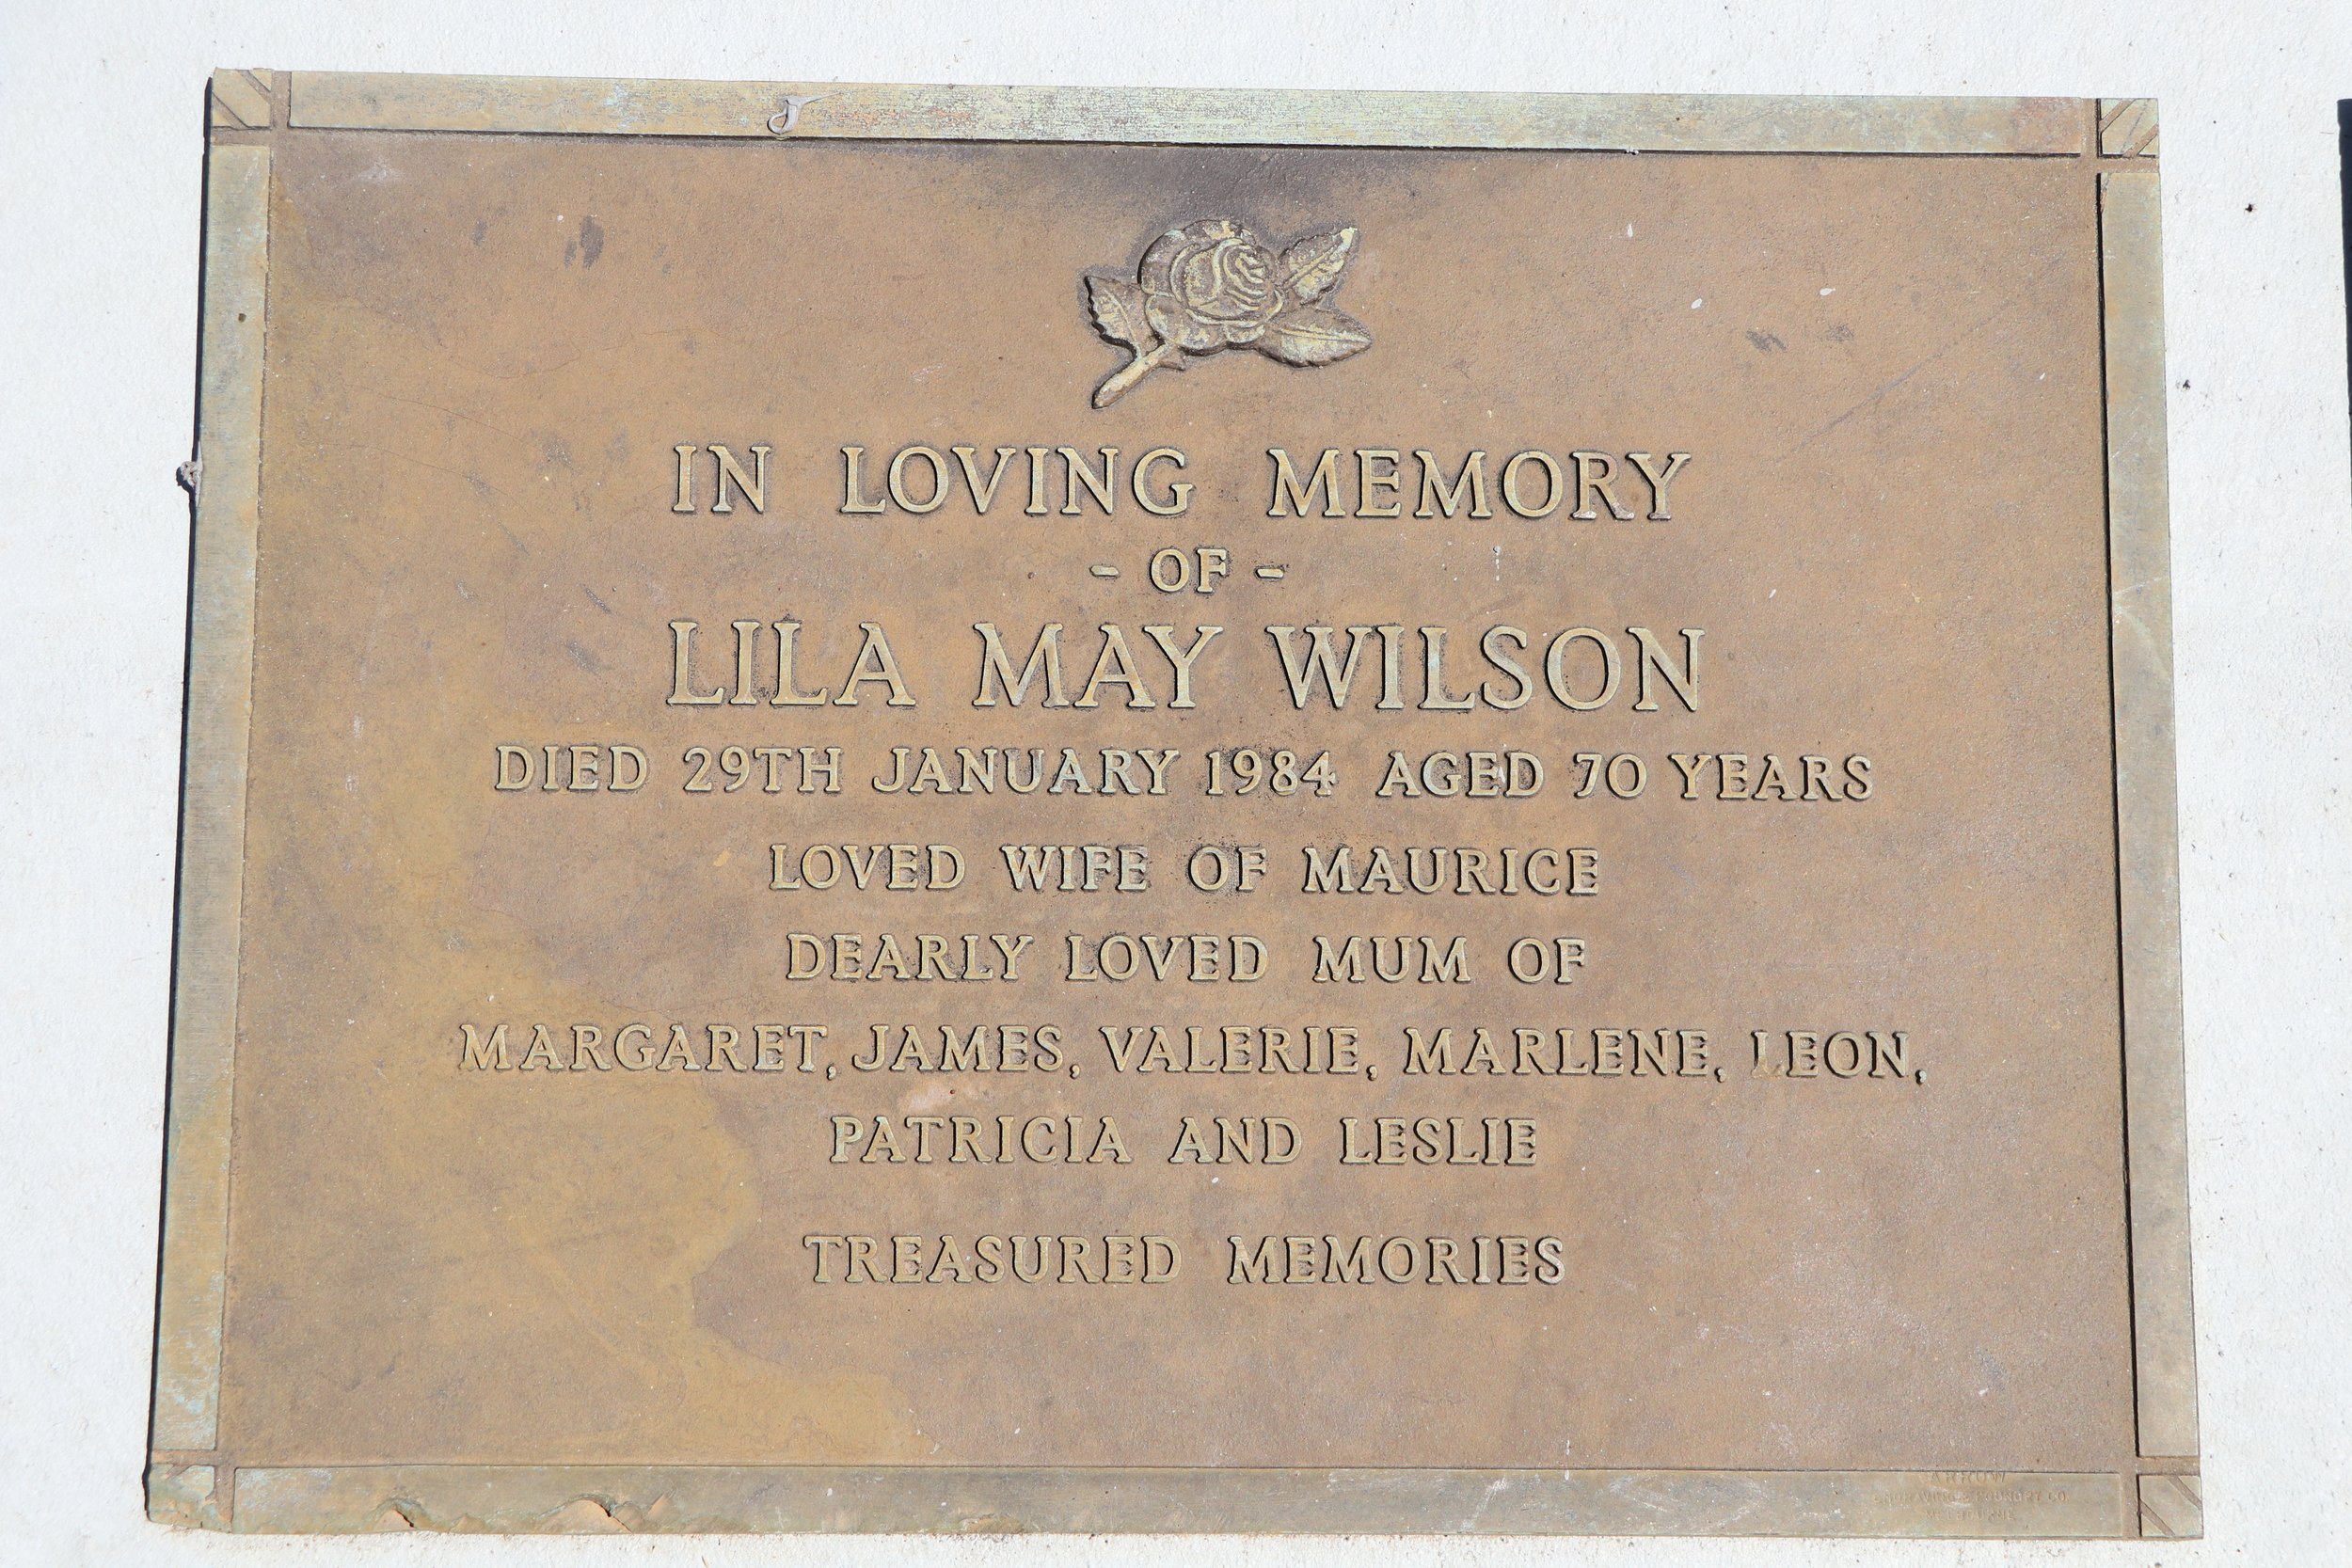 IN LOVING MEMORY
- OF -
LILA MAY WILSON
DIED 29TH JANUARY 1984 AGED 70 YEARS
LOVED WIFE OF MAURICE
DEARLY LOVED MUM OF
MARGARET, JAMES, VALERIE, MARLENE, LEON,
PATRICIA AND LESLIE
TREASURED MEMORIES
ARROW